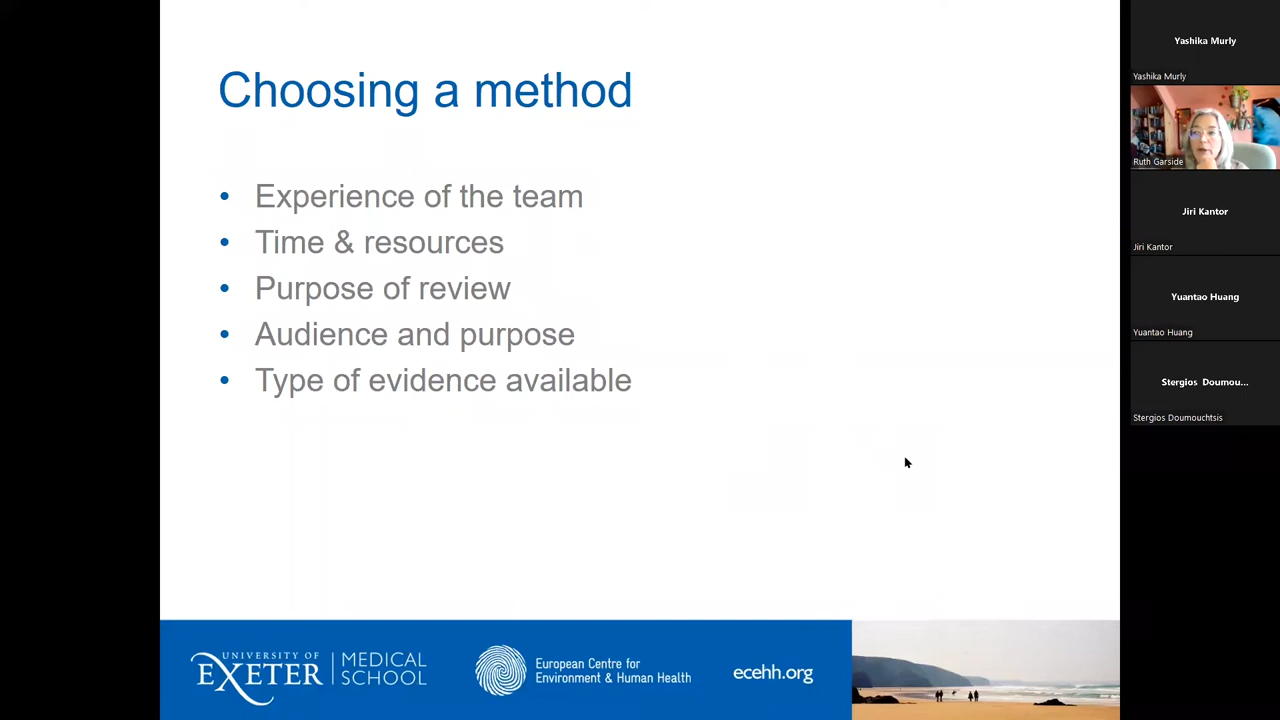 Choosing a method
• Experience of the team
• Time & resources
• Purpose of review
• Audience and purpose
• Type of evidence available
UNIVERSITY OF
EXETER
MEDICAL
SCHOOL
European Centre for
Environment & Human Health
ecehh.org
Yashika Murly
Yashika Murly
Ruth Garside
Jiri Kantor
Jiri Kantor
Yuantao Huang
Yuantao Huang
Stergios Doumou...
Stergios Doumouchtsis